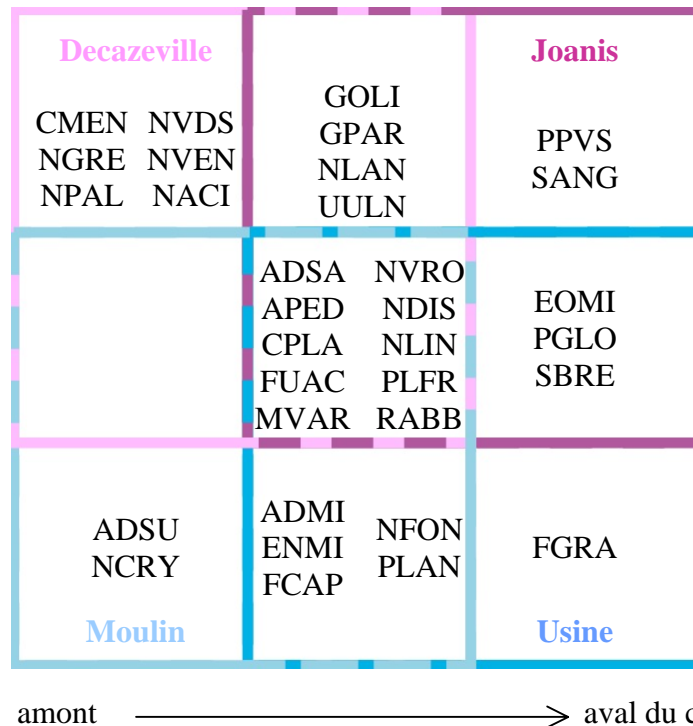 Decazeville
CMEN NVDS
NGRE NVEN
NPAL NACI
GOLI
GPAR
NLAN
UULN
Joanis
PPVS
SANG
ADSA NVRO
APED NDIS
CPLA NLIN
FUAC PLFR
MVAR RABB
EOMI
PGLO
SBRE
ADSU
NCRY
Moulin
ADMI NFON
ENMI PLAN
FCAP
FGRA
Usine
amont aval du